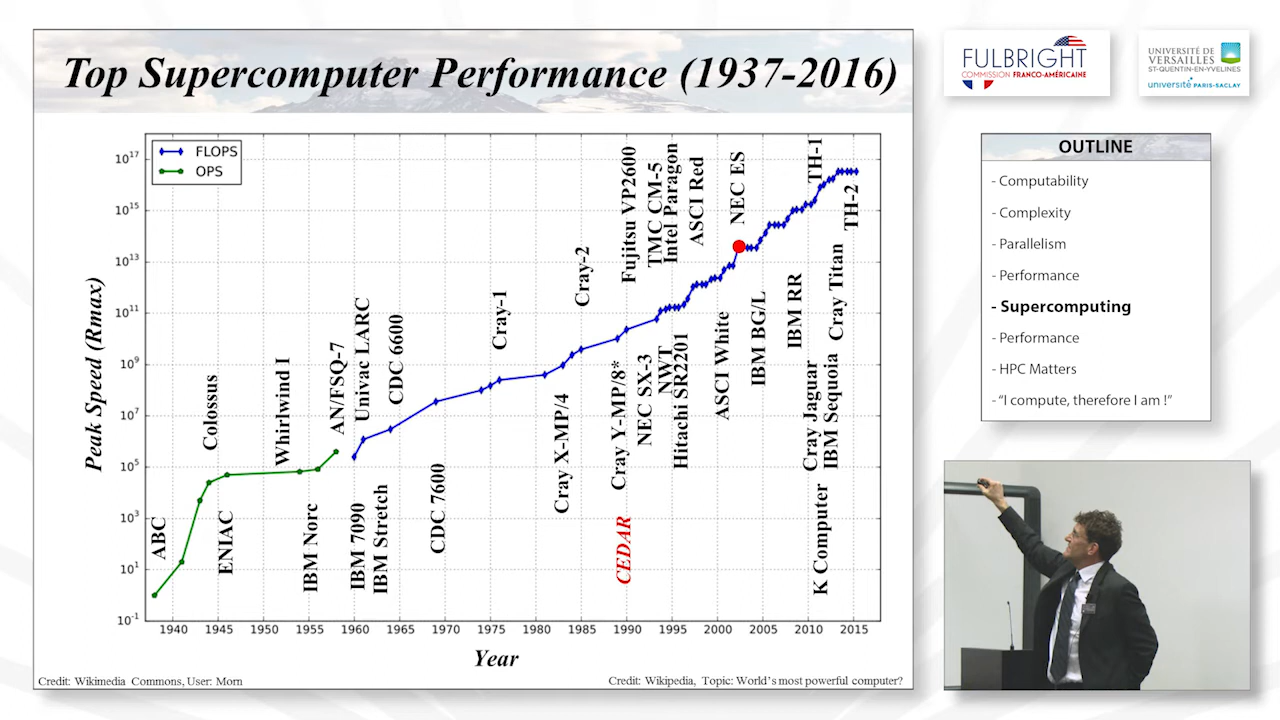 Top Supercomputer Performance (1937-2016)
FLOPS
OPS
Peak Speed (Rmax)
10^17
10^15
10^13
10^11
10^9
10^7
10^5
10^3
10^1
10^-1
ABC
Colossus
ENIAC
Whirlwind I
IBM Norc
AN/FSQ-7
Univac LARC
IBM 7090
IBM Stretch
CDC 6600
CDC 7600
Cray-1
Cray X-MP/4
Cray-2
Cray Y-MP/8*
CEDAR
Fujitsu VP2600
NEC SX-3
TMC CM-5
NWT
Intel Paragon
Hitachi SR2201
ASCI Red
ASCI White
NEC ES
IBM BG/L
IBM RR
Cray Jaguar
TH-1
K Computer
IBM Sequoia
Cray Titan
TH-2
1940 1945 1950 1955 1960 1965 1970 1975 1980 1985 1990 1995 2000 2005 2010 2015
Year
Credit: Wikimedia Commons, User: Morn
Credit: Wikipedia, Topic: World's most powerful computer?
FULBRIGHT
COMMISSION FRANCO-AMÉRICAINE
UNIVERSITÉ DE
VERSAILLES
ST-QUENTIN-EN-YVELINES
université PARIS-SACLAY
OUTLINE
- Computability
- Complexity
- Parallelism
- Performance
- Supercomputing
- Performance
- HPC Matters
- “I compute, therefore I am !”